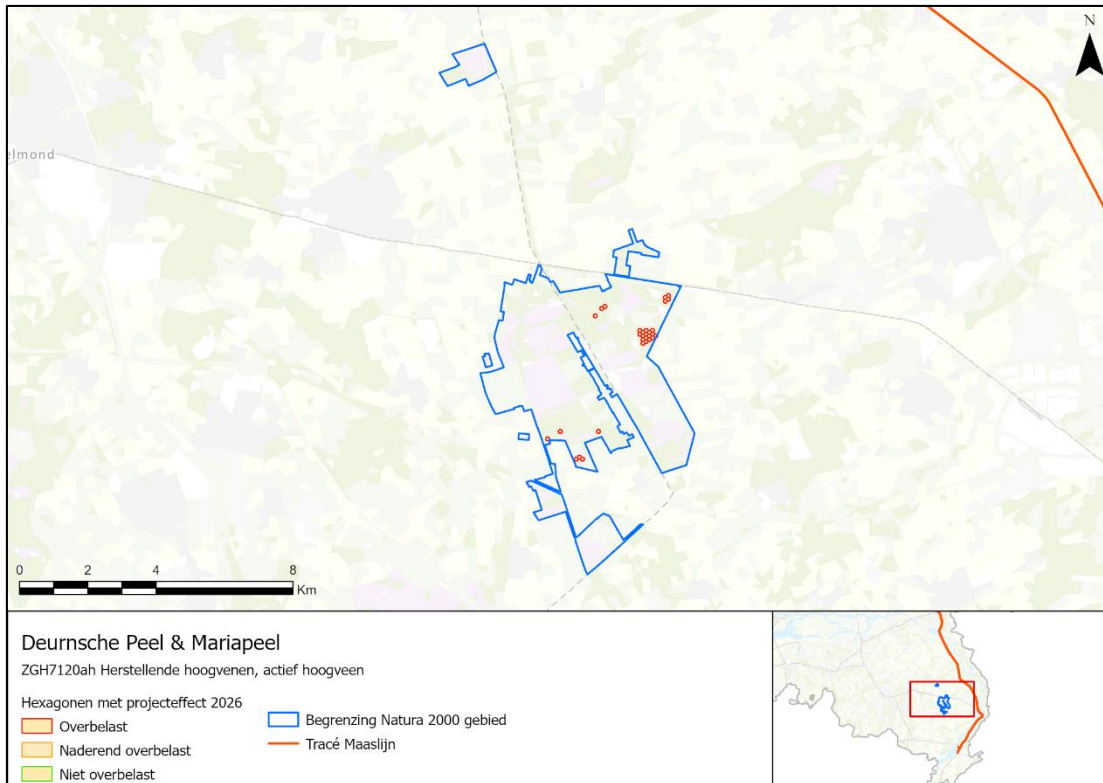 N
elmond
0 2 4 8
Km
Deurnsche Peel & Mariapeel
ZGH7120ah Herstellende hoogvenen, actief hoogveen
Hexagonen met projecteffect 2026
Overbelast
Naderend overbelast
Niet overbelast
Begrenzing Natura 2000 gebied
Tracé Maaslijn